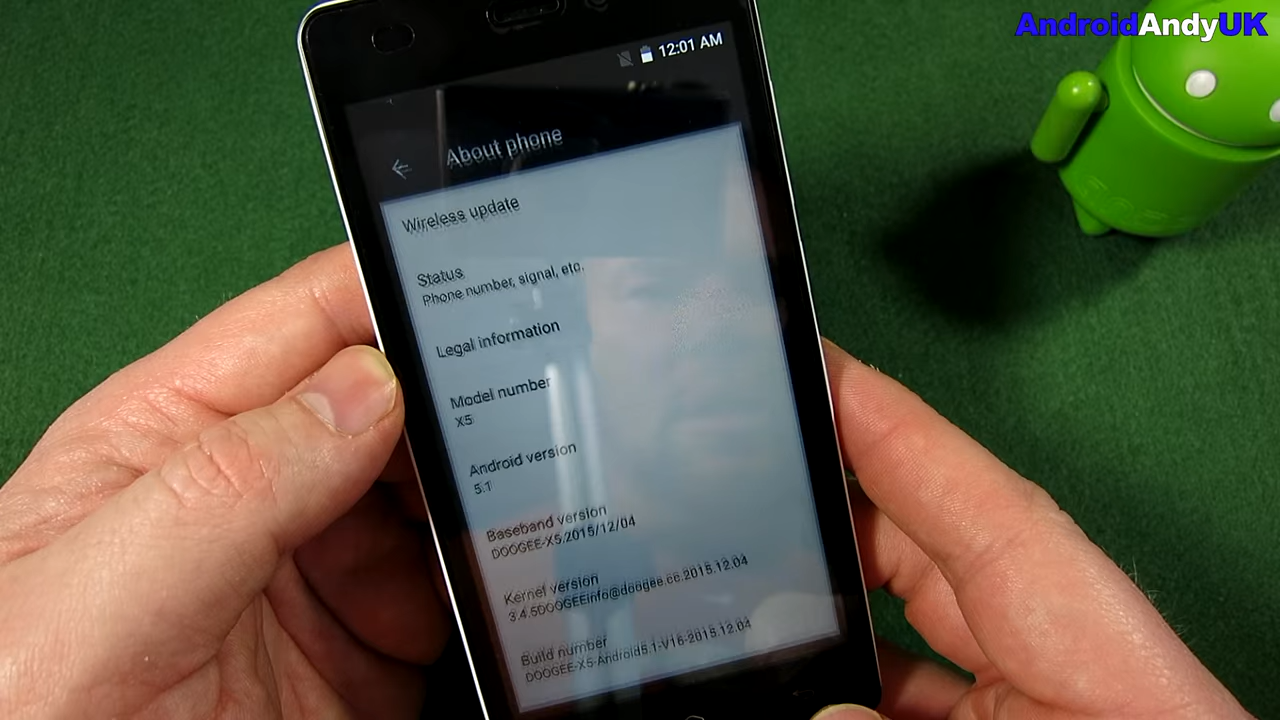 AndroidAndyUK
12:01 AM
About phone
Wireless update
Status
Phone number, signal, etc.
Legal information
Model number
X5
Android version
5.1
Baseband version
DOOGEE-X5.2015/12/04
Kernel version
3.4.5DOOGEEinfo@doogee.cc.2015.12.04
Build number
DOOGEE-X5-Android5.1-V16-2015.12.04